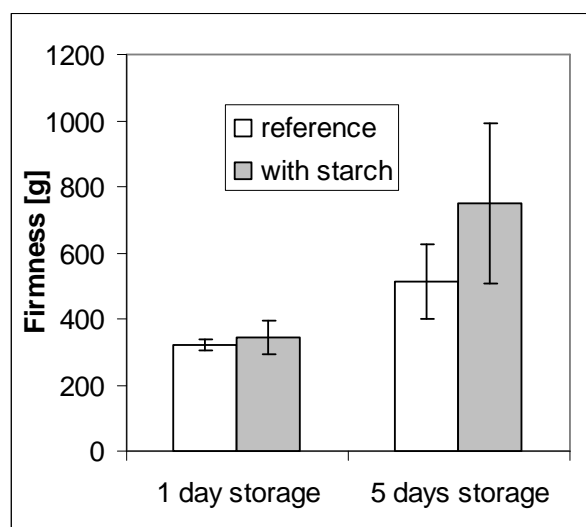 Firmness [g]
1200
1000
800
600
400
200
0
reference
with starch
1 day storage
5 days storage